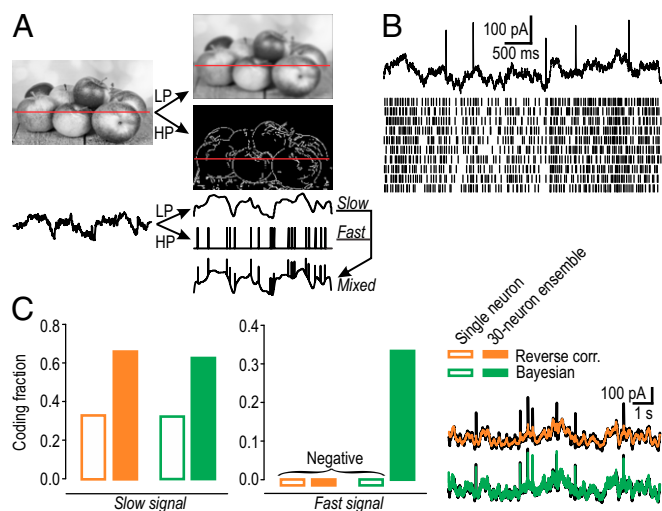 A
LP
HP
LP
HP
Slow
Fast
Mixed
B
100 pA
500 ms
C
Coding fraction
0.8
0.6
0.4
0.2
0.0
Slow signal
0.4
0.3
0.2
0.1
0.0
Negative
Fast signal
Single neuron
30-neuron ensemble
Reverse corr.
Bayesian
100 pA
1 s